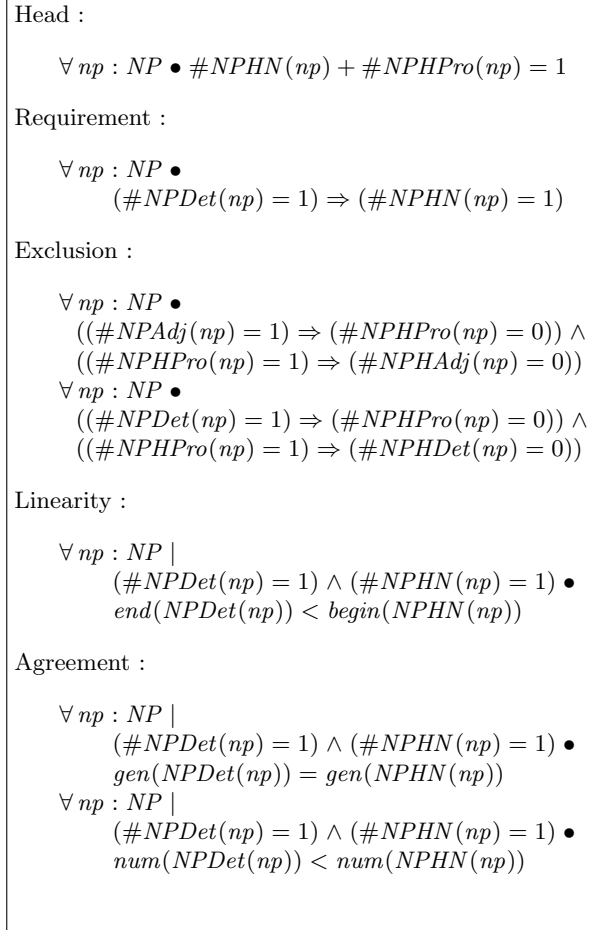 Head :
∀ np : NP • #NPHN(np) + #NPHPro(np) = 1
Requirement :
∀ np : NP •
(#NPDet(np) = 1) ⇒ (#NPHN(np) = 1)
Exclusion :
∀ np : NP •
((#NPAdj(np) = 1) ⇒ (#NPHPro(np) = 0)) ∧
((#NPHPro(np) = 1) ⇒ (#NPHAdj(np) = 0))
∀ np : NP •
((#NPDet(np) = 1) ⇒ (#NPHPro(np) = 0)) ∧
((#NPHPro(np) = 1) ⇒ (#NPHDet(np) = 0))
Linearity :
∀ np : NP |
(#NPDet(np) = 1) ∧ (#NPHN(np) = 1) •
end(NPDet(np)) < begin(NPHN(np))
Agreement :
∀ np : NP |
(#NPDet(np) = 1) ∧ (#NPHN(np) = 1) •
gen(NPDet(np)) = gen(NPHN(np))
∀ np : NP |
(#NPDet(np) = 1) ∧ (#NPHN(np) = 1) •
num(NPDet(np)) < num(NPHN(np))